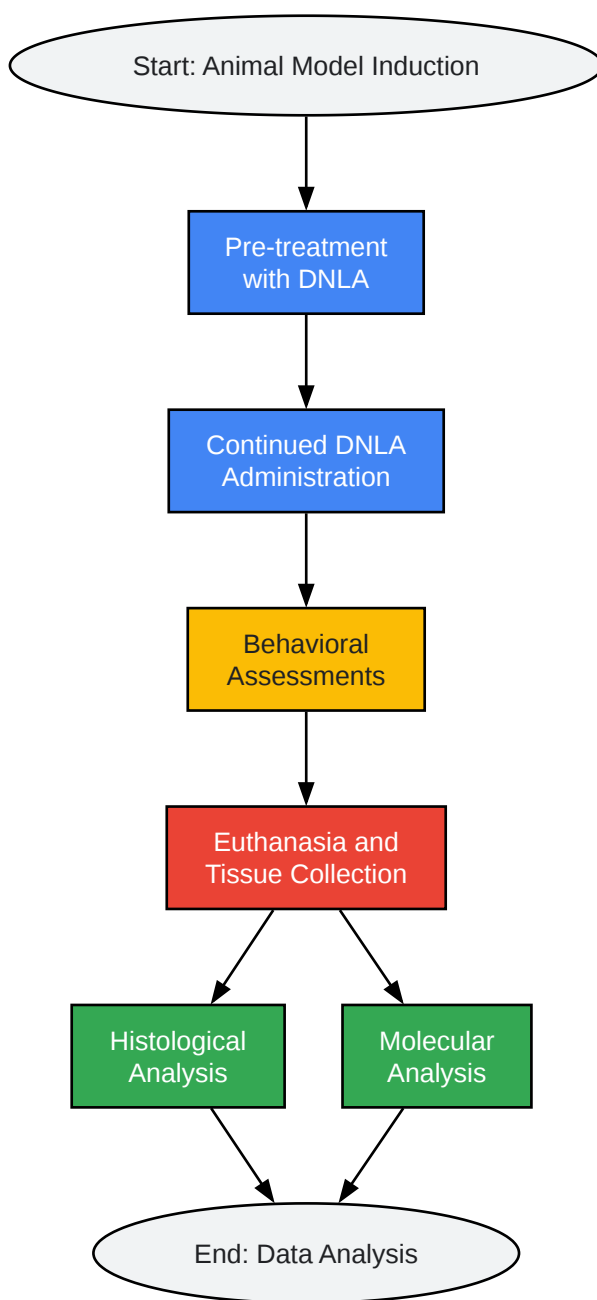 Start: Animal Model Induction
Pre-treatment
with DNLA
Continued DNLA
Administration
Behavioral
Assessments
Euthanasia and
Tissue Collection
Histological
Analysis
Molecular
Analysis
End: Data Analysis